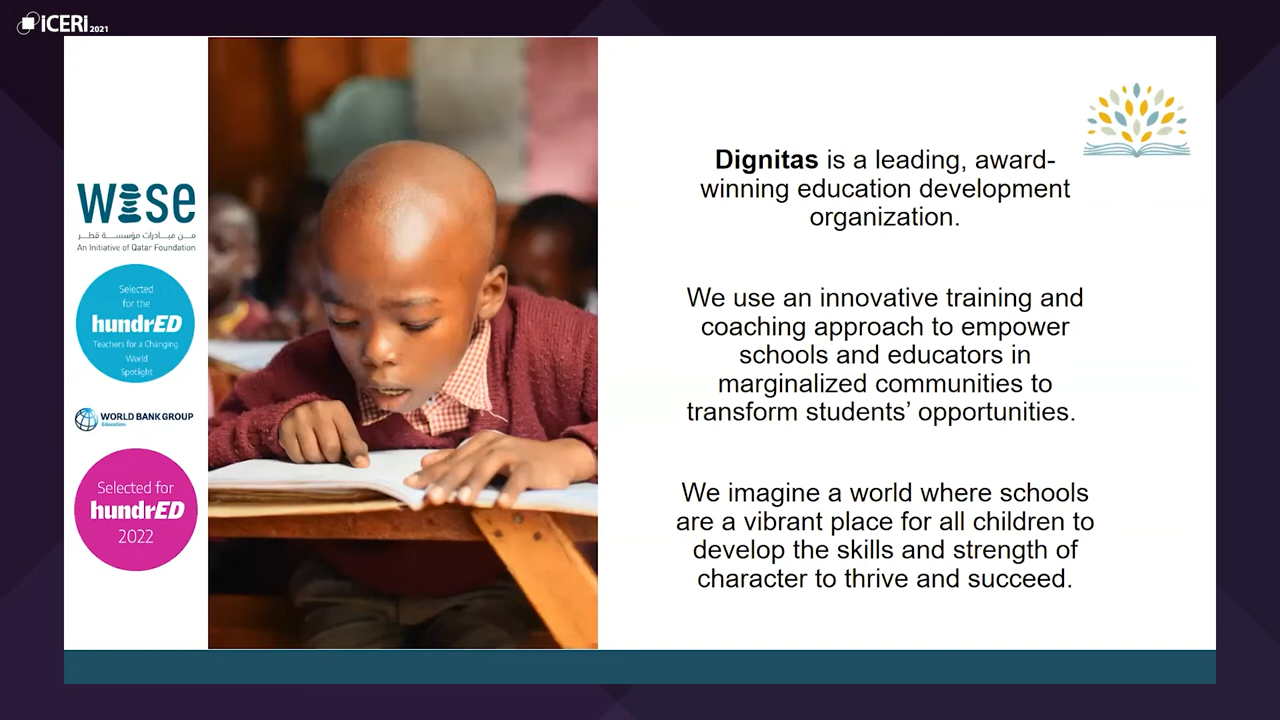 iCERi 2021
wise
من مبادرات مؤسسة قطر
An Initiative of Qatar Foundation
Selected
for the
hundrED
Teachers for a Changing
World
Spotlight
WORLD BANK GROUP
Education
Selected for
hundrED
2022
Dignitas is a leading, award-
winning education development
organization.
We use an innovative training and
coaching approach to empower
schools and educators in
marginalized communities to
transform students’ opportunities.
We imagine a world where schools
are a vibrant place for all children to
develop the skills and strength of
character to thrive and succeed.